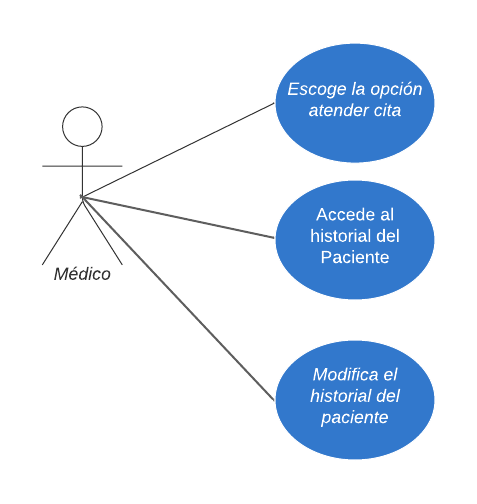 Escoge la opción
atender cita
Accede al
historial del
Paciente
Médico
Modifica el
historial del
paciente